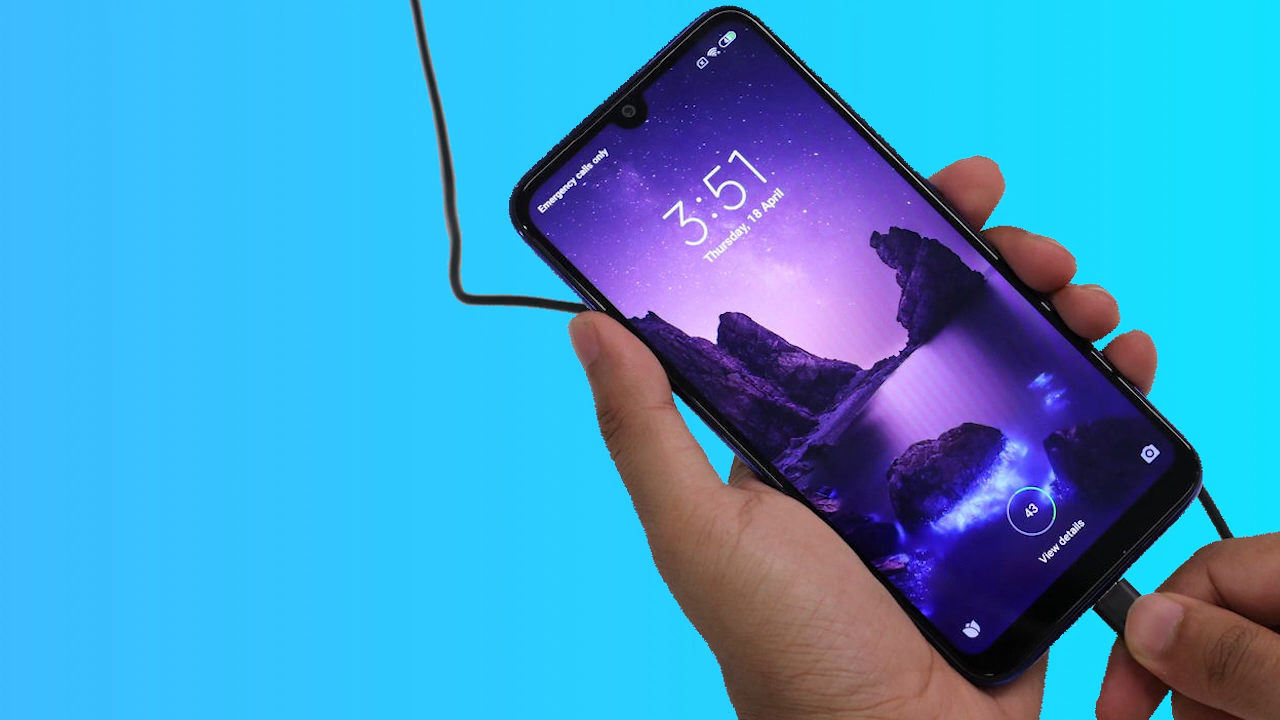 Emergency calls only
3:51
Thursday, 18 April
43
View details